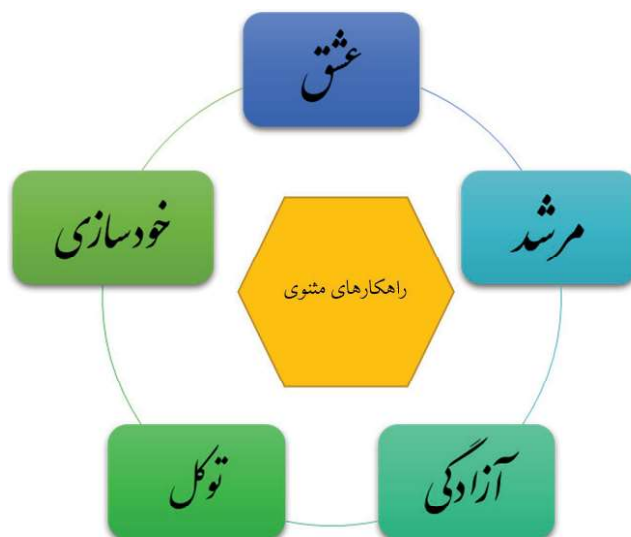 عشق
مرشد
آزادگی
توکل
خودسازی
راهکارهای مثنوی